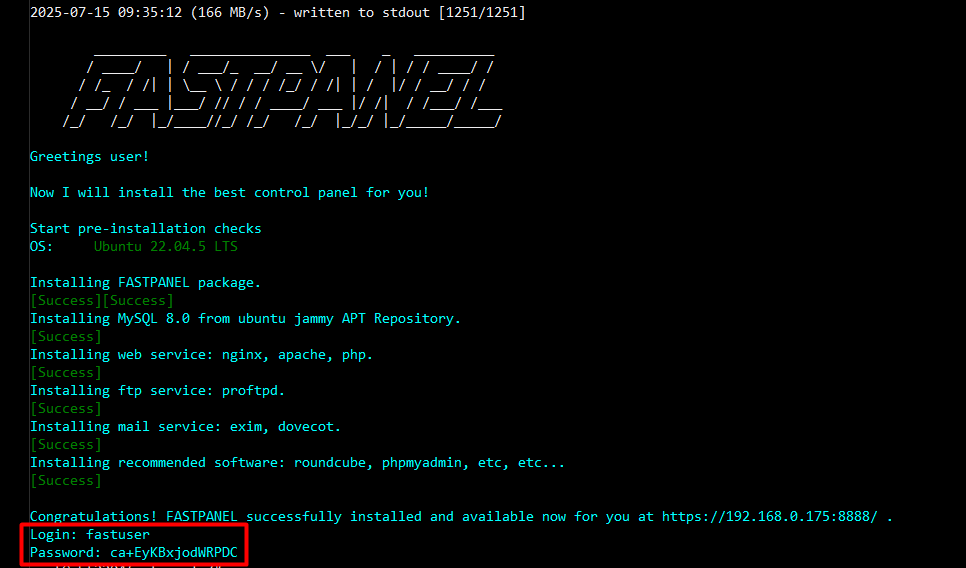 2025-07-15 09:35:12 (166 MB/s) - written to stdout [1251/1251]
FASTPANEL
Greetings user!
Now I will install the best control panel for you!
Start pre-installation checks
OS: Ubuntu 22.04.5 LTS
Installing FASTPANEL package.
[Success][Success]
Installing MySQL 8.0 from ubuntu jammy APT Repository.
[Success]
Installing web service: nginx, apache, php.
[Success]
Installing ftp service: proftpd.
[Success]
Installing mail service: exim, dovecot.
[Success]
Installing recommended software: roundcube, phpmyadmin, etc, etc...
[Success]
Congratulations! FASTPANEL successfully installed and available now for you at https://192.168.0.175:8888/ .
Login: fastuser
Password: ca+EyKBxjodWRPDC